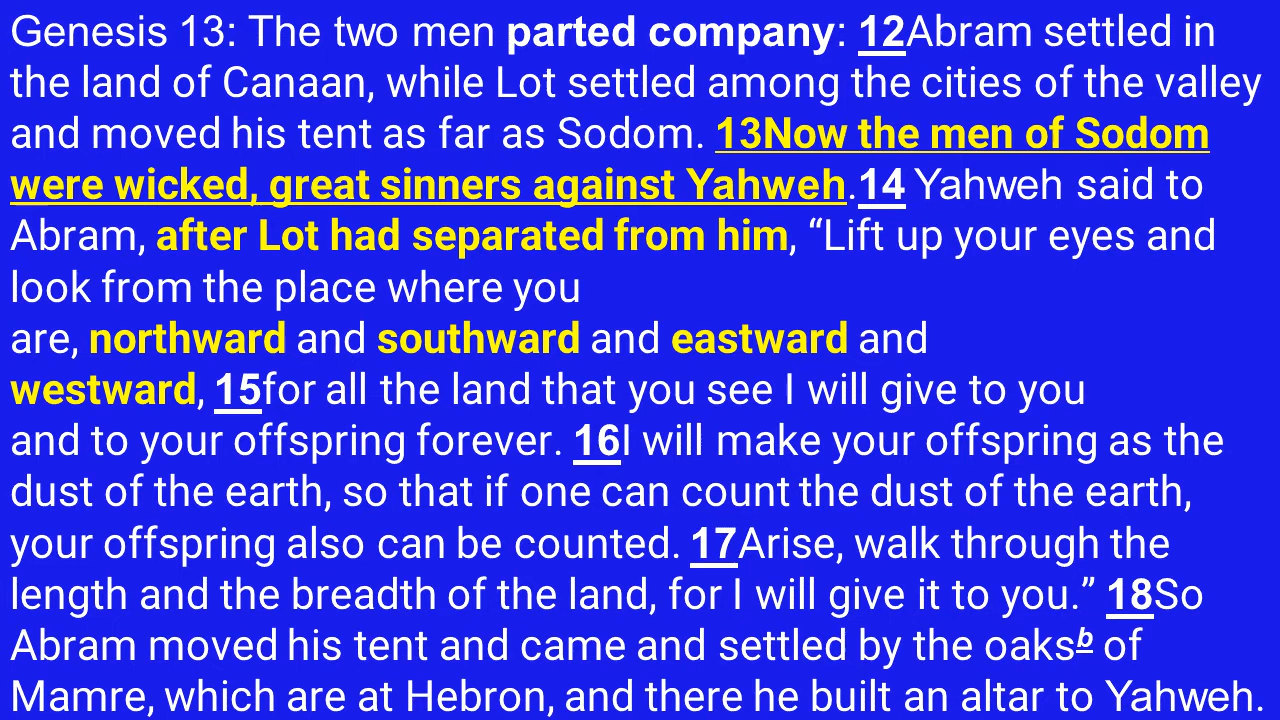 Genesis 13: The two men parted company: 12Abram settled in
the land of Canaan, while Lot settled among the cities of the valley
and moved his tent as far as Sodom. 13Now the men of Sodom
were wicked, great sinners against Yahweh.14 Yahweh said to
Abram, after Lot had separated from him, “Lift up your eyes and
look from the place where you
are, northward and southward and eastward and
westward, 15for all the land that you see I will give to you
and to your offspring forever. 16I will make your offspring as the
dust of the earth, so that if one can count the dust of the earth,
your offspring also can be counted. 17Arise, walk through the
length and the breadth of the land, for I will give it to you.” 18So
Abram moved his tent and came and settled by the oaksb of
Mamre, which are at Hebron, and there he built an altar to Yahweh.